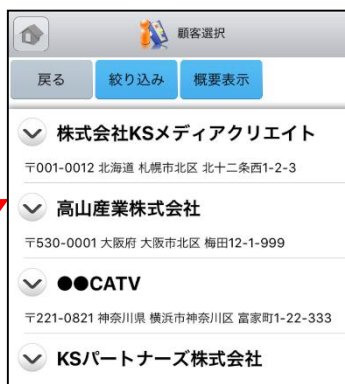 顧客選択
戻る 絞り込み 概要表示
株式会社KSメディアクリエイト
〒001-0012 北海道 札幌市北区 北十二条西1-2-3
高山産業株式会社
〒530-0001 大阪府 大阪市北区 梅田12-1-999
●●CATV
〒221-0821 神奈川県 横浜市神奈川区 富家町1-22-333
KSパートナーズ株式会社